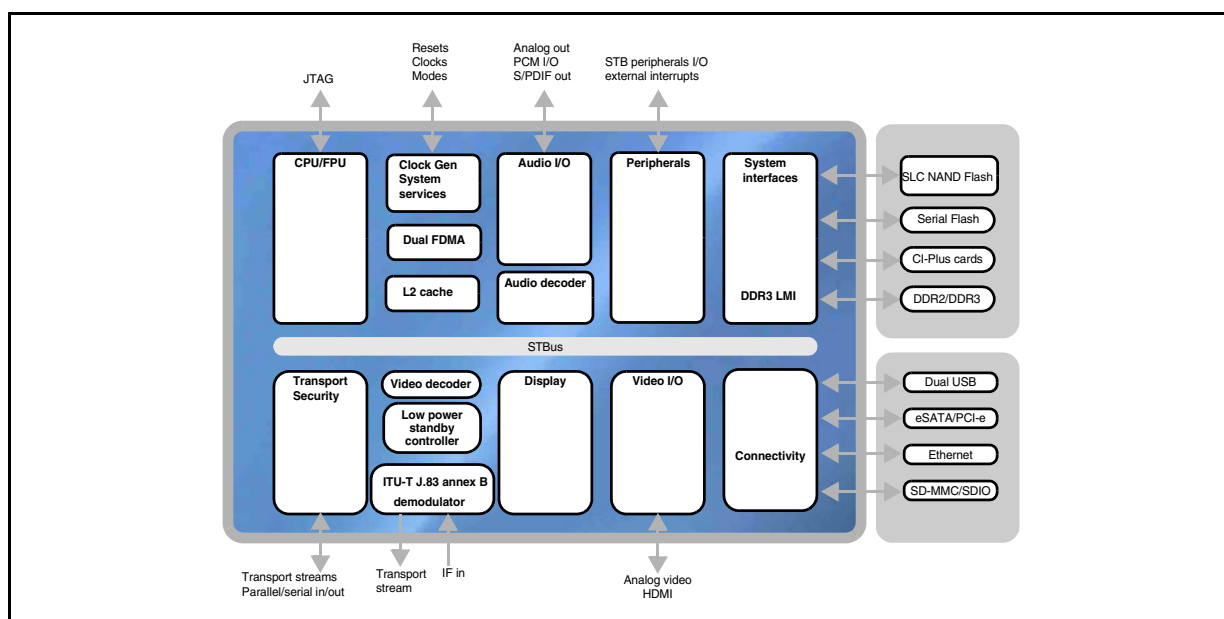 Resets
Clocks
Modes
Analog out
PCM I/O
S/PDIF out
STB peripherals I/O
external interrupts
JTAG
CPU/FPU
Clock Gen
System
services
Dual FDMA
L2 cache
Audio I/O
Audio decoder
Peripherals
System
interfaces
DDR3 LMI
SLC NAND Flash
Serial Flash
CI-Plus cards
DDR2/DDR3
STBus
Transport
Security
Video decoder
Low power
standby
controller
ITU-T J.83 annex B
demodulator
Display
Video I/O
Connectivity
Dual USB
eSATA/PCI-e
Ethernet
SD-MMC/SDIO
Transport streams
Parallel/serial in/out
Transport
stream
IF in
Analog video
HDMI